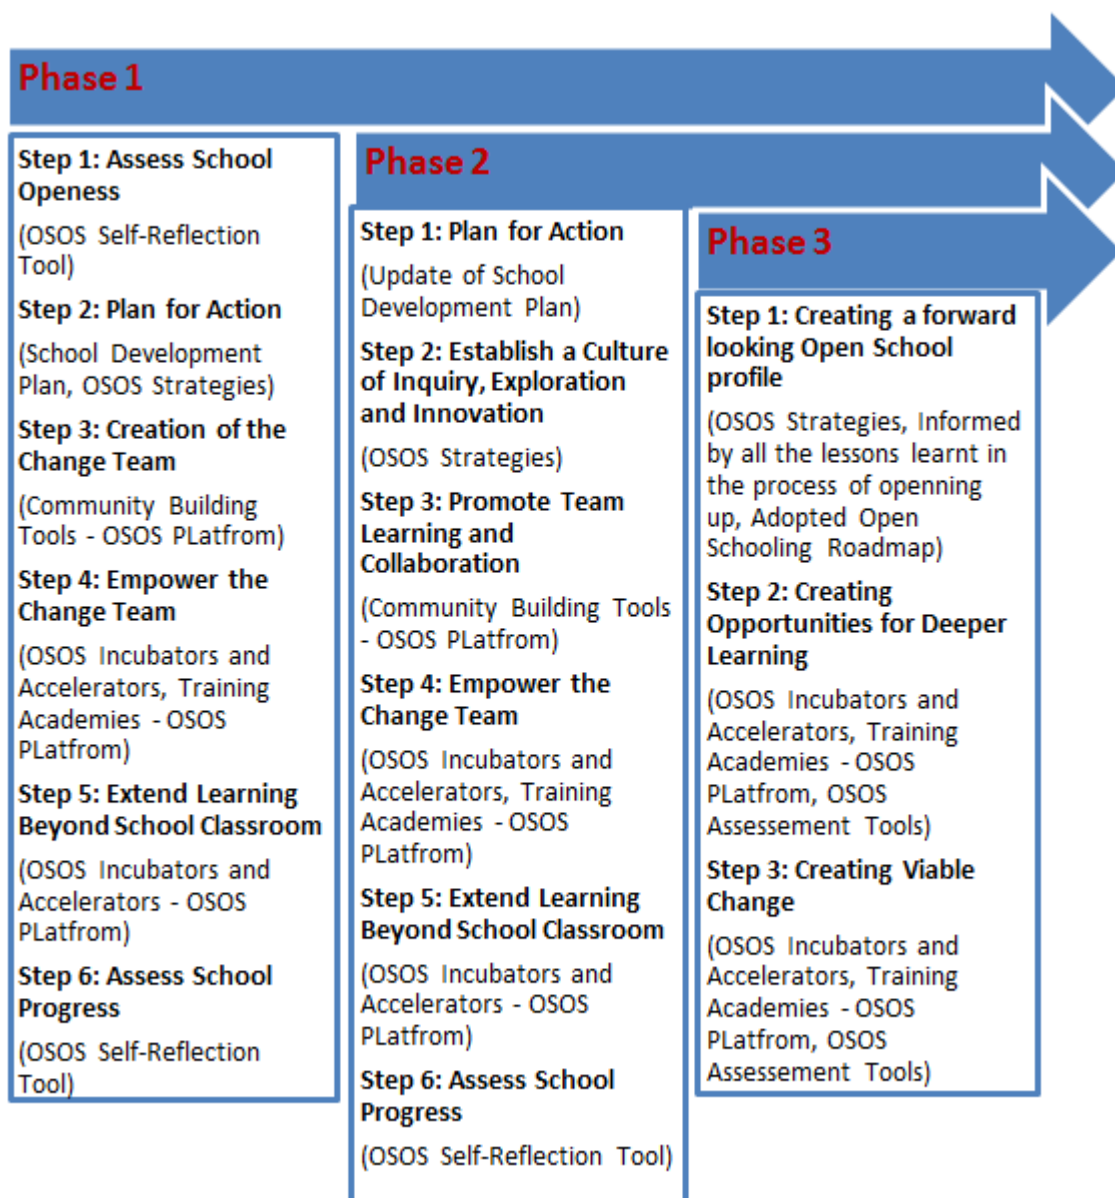 Phase 1
Step 1: Assess School
Openess
(OSOS Self-Reflection
Tool)
Step 2: Plan for Action
(School Development
Plan, OSOS Strategies)
Step 3: Creation of the
Change Team
(Community Building
Tools - OSOS PLatfrom)
Step 4: Empower the
Change Team
(OSOS Incubators and
Accelerators, Training
Academies - OSOS
PLatfrom)
Step 5: Extend Learning
Beyond School Classroom
(OSOS Incubators and
Accelerators - OSOS
PLatfrom)
Step 6: Assess School
Progress
(OSOS Self-Reflection
Tool)
Phase 2
Step 1: Plan for Action
(Update of School
Development Plan)
Step 2: Establish a Culture
of Inquiry, Exploration
and Innovation
(OSOS Strategies)
Step 3: Promote Team
Learning and
Collaboration
(Community Building Tools
- OSOS PLatfrom)
Step 4: Empower the
Change Team
(OSOS Incubators and
Accelerators, Training
Academies - OSOS
PLatfrom)
Step 5: Extend Learning
Beyond School Classroom
(OSOS Incubators and
Accelerators - OSOS
PLatfrom)
Step 6: Assess School
Progress
(OSOS Self-Reflection Tool)
Phase 3
Step 1: Creating a forward
looking Open School
profile
(OSOS Strategies, Informed
by all the lessons learnt in
the process of openning
up, Adopted Open
Schooling Roadmap)
Step 2: Creating
Opportunities for Deeper
Learning
(OSOS Incubators and
Accelerators, Training
Academies - OSOS
PLatfrom, OSOS
Assessement Tools)
Step 3: Creating Viable
Change
(OSOS Incubators and
Accelerators, Training
Academies - OSOS
PLatfrom, OSOS
Assessement Tools)